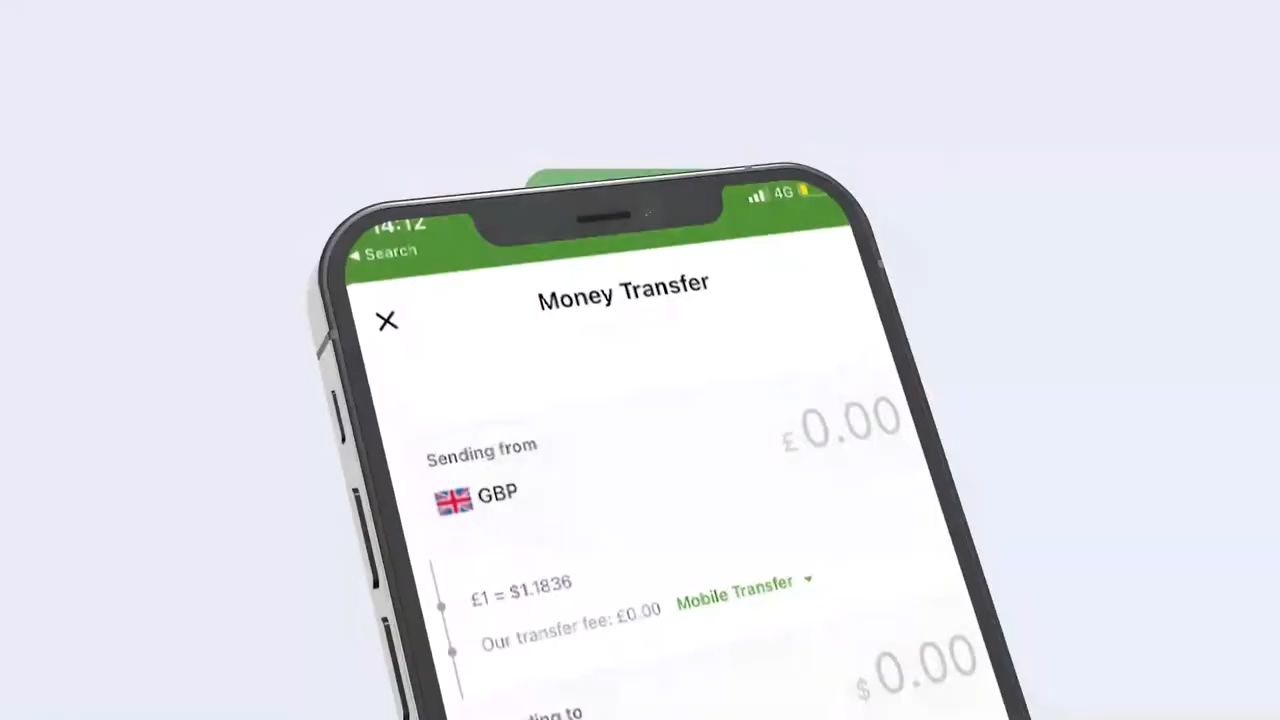 14:12
4G
Search
Money Transfer
Sending from
£0.00
GBP
£1 = $1.1836
Our transfer fee: £0.00 Mobile Transfer
$0.00
to